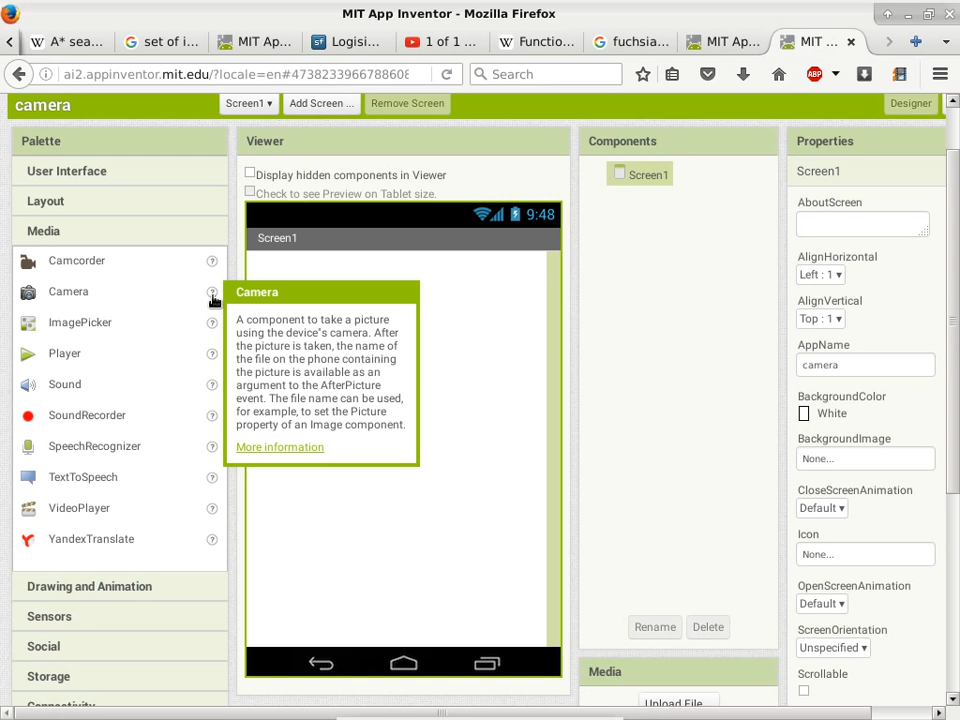 MIT App Inventor - Mozilla Firefox
A* sea...
set of i...
MIT Ap...
Logisi...
1 of 1 ...
Functio...
fuchsia...
MIT Ap...
MIT ...
ai2.appinventor.mit.edu/?locale=en#4738233966788608
Search
ABP
camera
Screen1
Add Screen ...
Remove Screen
Designer
Palette
User Interface
Layout
Media
Camcorder
Camera
ImagePicker
Player
Sound
SoundRecorder
SpeechRecognizer
TextToSpeech
VideoPlayer
YandexTranslate
Drawing and Animation
Sensors
Social
Storage
Connectivity
Viewer
Display hidden components in Viewer
Check to see Preview on Tablet size.
9:48
Screen1
Camera
A component to take a picture
using the device"s camera. After
the picture is taken, the name of
the file on the phone containing
the picture is available as an
argument to the AfterPicture
event. The file name can be used,
for example, to set the Picture
property of an Image component.
More information
Components
Screen1
Rename
Delete
Media
Upload File
Properties
Screen1
AboutScreen
AlignHorizontal
Left : 1
AlignVertical
Top : 1
AppName
camera
BackgroundColor
White
BackgroundImage
None...
CloseScreenAnimation
Default
Icon
None...
OpenScreenAnimation
Default
ScreenOrientation
Unspecified
Scrollable